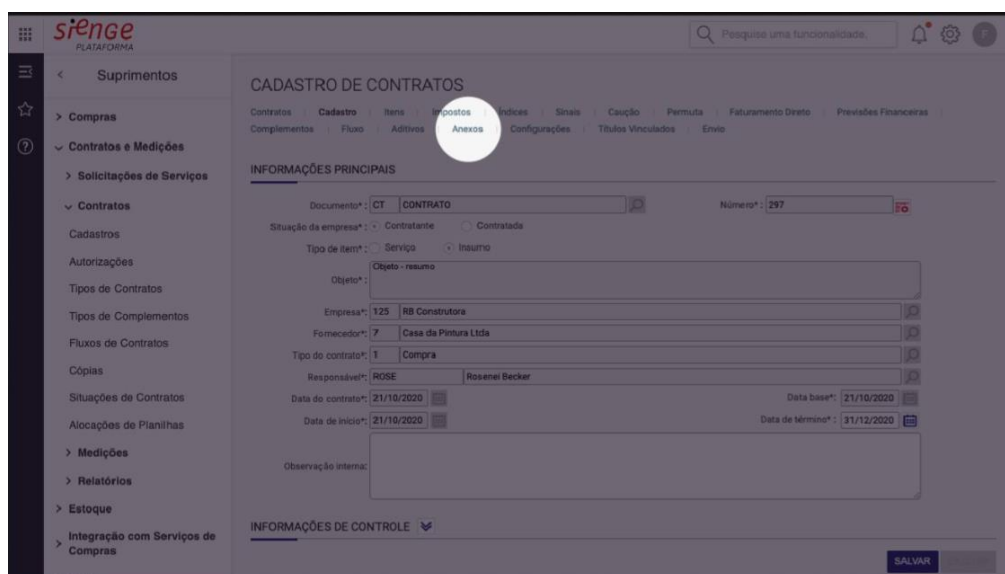 sienge
PLATAFORMA
Pesquise uma funcionalidade.
F
Suprimentos
Compras
Contratos e Medições
Solicitações de Serviços
Contratos
Cadastros
Autorizações
Tipos de Contratos
Tipos de Complementos
Fluxos de Contratos
Cópias
Situações de Contratos
Alocações de Planilhas
Medições
Relatórios
Estoque
Integração com Serviços de
Compras
CADASTRO DE CONTRATOS
Contratos Cadastro Itens Impostos Índices Sinais Caução Permuta Faturamento Direto Previsões Financeiras
Complementos Fluxo Aditivos Anexos Configurações Títulos Vinculados Envio
INFORMAÇÕES PRINCIPAIS
Documento* : CT CONTRATO Número* : 297
Situação da empresa* : Contratante Contratada
Tipo de item* : Serviço Insumo
Objeto* : Objeto - resumo
Empresa*: 125 RB Construtora
Fornecedor*: 7 Casa da Pintura Ltda
Tipo do contrato*: 1 Compra
Responsável*: ROSE Rosenei Becker
Data do contrato*: 21/10/2020 Data base*: 21/10/2020
Data de início*: 21/10/2020 Data de término* : 31/12/2020
Observação interna:
INFORMAÇÕES DE CONTROLE
SALVAR